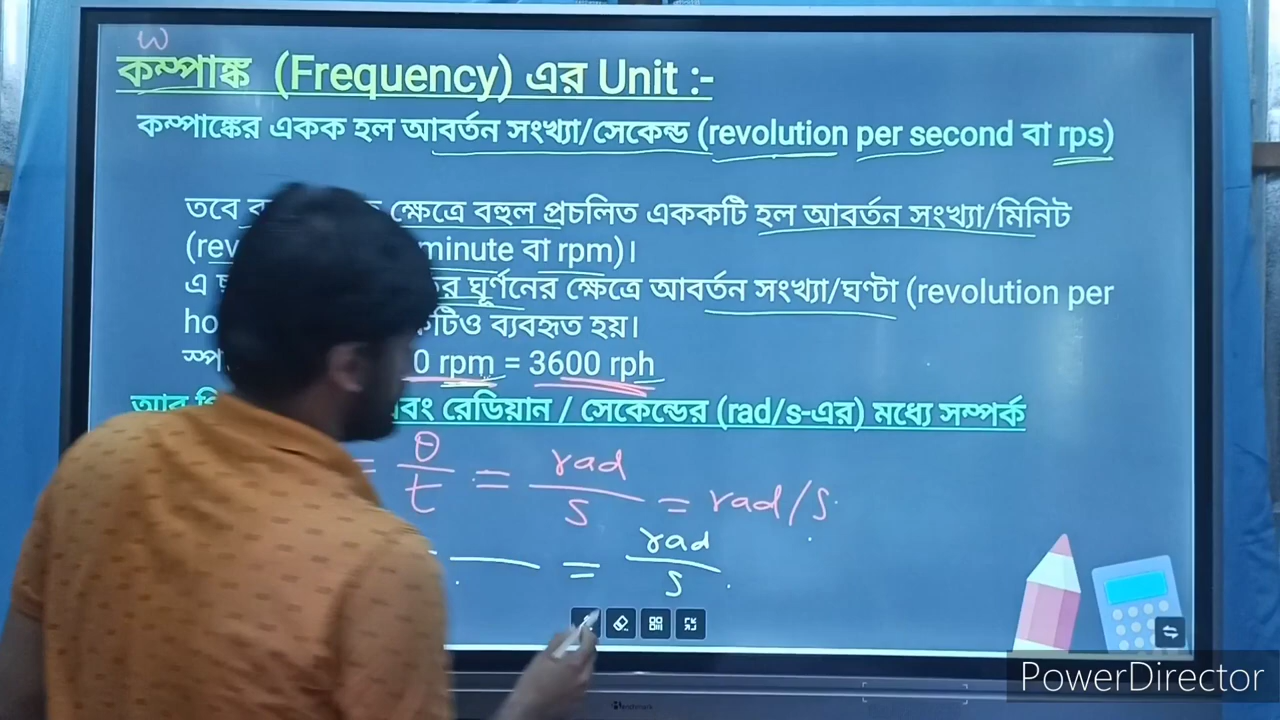 ω
কম্পাঙ্ক (Frequency) এর Unit :-
কম্পাঙ্কের একক হল আবর্তন সংখ্যা/সেকেন্ড (revolution per second বা rps)
তবে ক্ষেত্রে বহুল প্রচলিত এককটি হল আবর্তন সংখ্যা/মিনিট
minute বা rpm)।
এ ঘূর্ণনের ক্ষেত্রে আবর্তন সংখ্যা/ঘণ্টা (revolution per
ব্যবহৃত হয়।
0 rpm = 3600 rph
রেডিয়ান / সেকেন্ডের (rad/s-এর) মধ্যে সম্পর্ক
= θ/t = rad/s = rad/s
= rad/s
PowerDirector